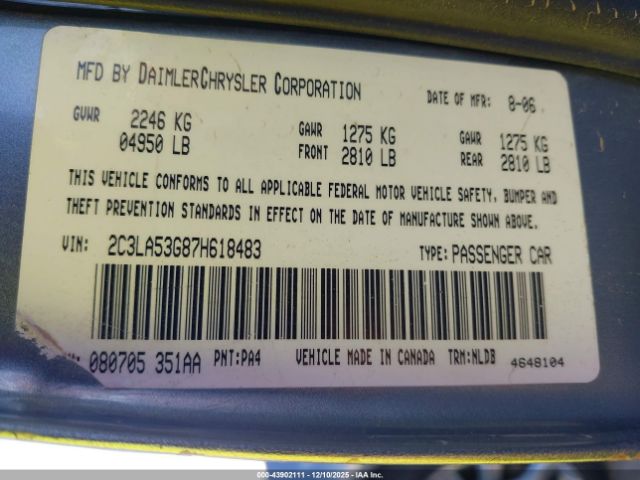 MFD BY DAIMLERCHRYSLER CORPORATION DATE OF MFR: 8-06
GVWR 2246 KG GAWR 1275 KG GAWR 1275 KG
04950 LB FRONT 2810 LB REAR 2810 LB
THIS VEHICLE CONFORMS TO ALL APPLICABLE FEDERAL MOTOR VEHICLE SAFETY, BUMPER AND
THEFT PREVENTION STANDARDS IN EFFECT ON THE DATE OF MANUFACTURE SHOWN ABOVE.
VIN: 2C3LA53G87H618483 TYPE: PASSENGER CAR
080705 351AA PNT:PA4 VEHICLE MADE IN CANADA TRM:NLDB 4648104
000-43902111 - 12/10/2025 - IAA Inc.